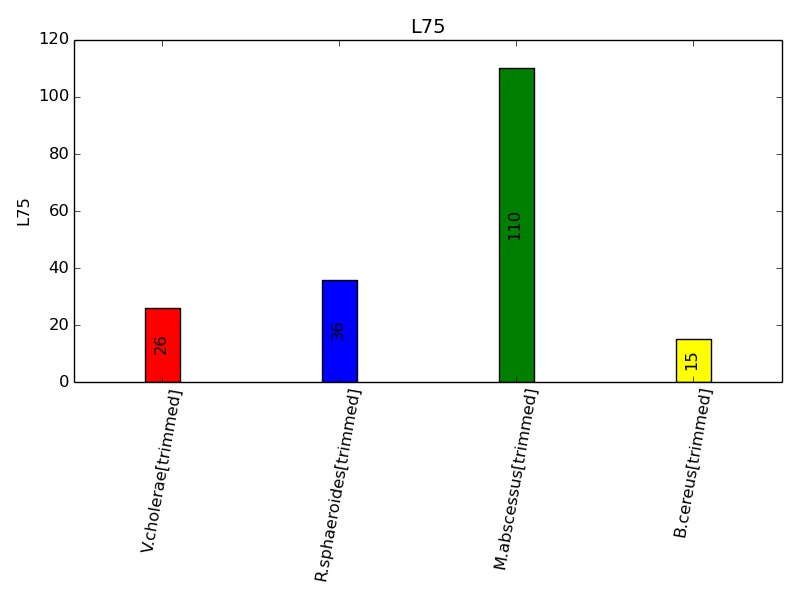 L75
120
100
80
60
40
20
0
L75
26
36
110
15
V.cholerae[trimmed]
R.sphaeroides[trimmed]
M.abscessus[trimmed]
B.cereus[trimmed]